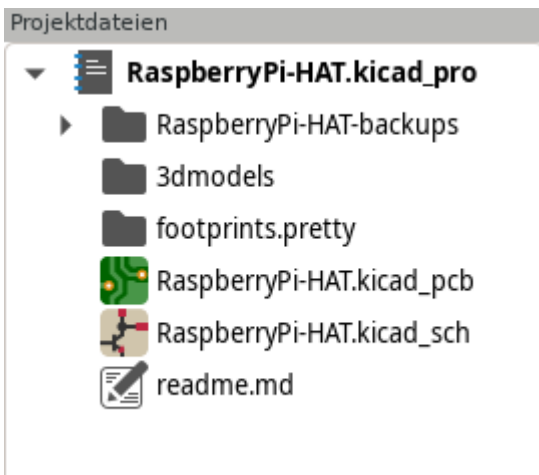 Projektdateien
RaspberryPi-HAT.kicad_pro
RaspberryPi-HAT-backups
3dmodels
footprints.pretty
RaspberryPi-HAT.kicad_pcb
RaspberryPi-HAT.kicad_sch
readme.md